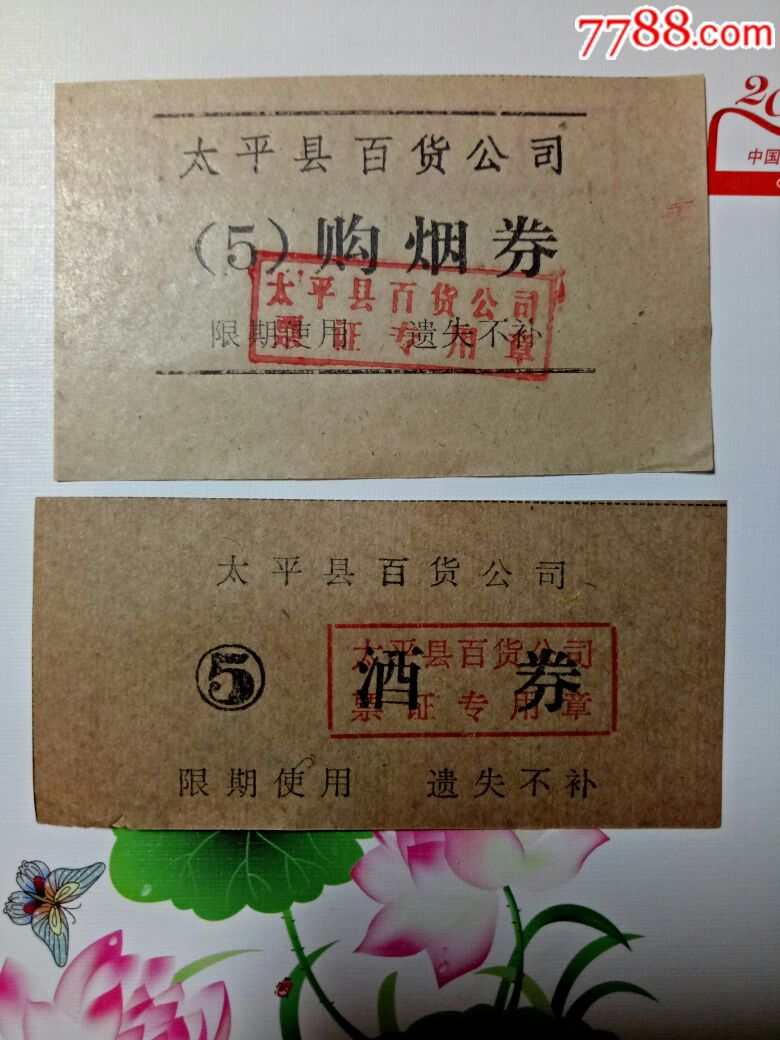 7788.com
20
中国
太平县百货公司
(5)购烟券
太平县百货公司
票证专用章
限期使用 遗失不补
太平县百货公司
⑤ 酒券
太平县百货公司
票证专用章
限期使用 遗失不补